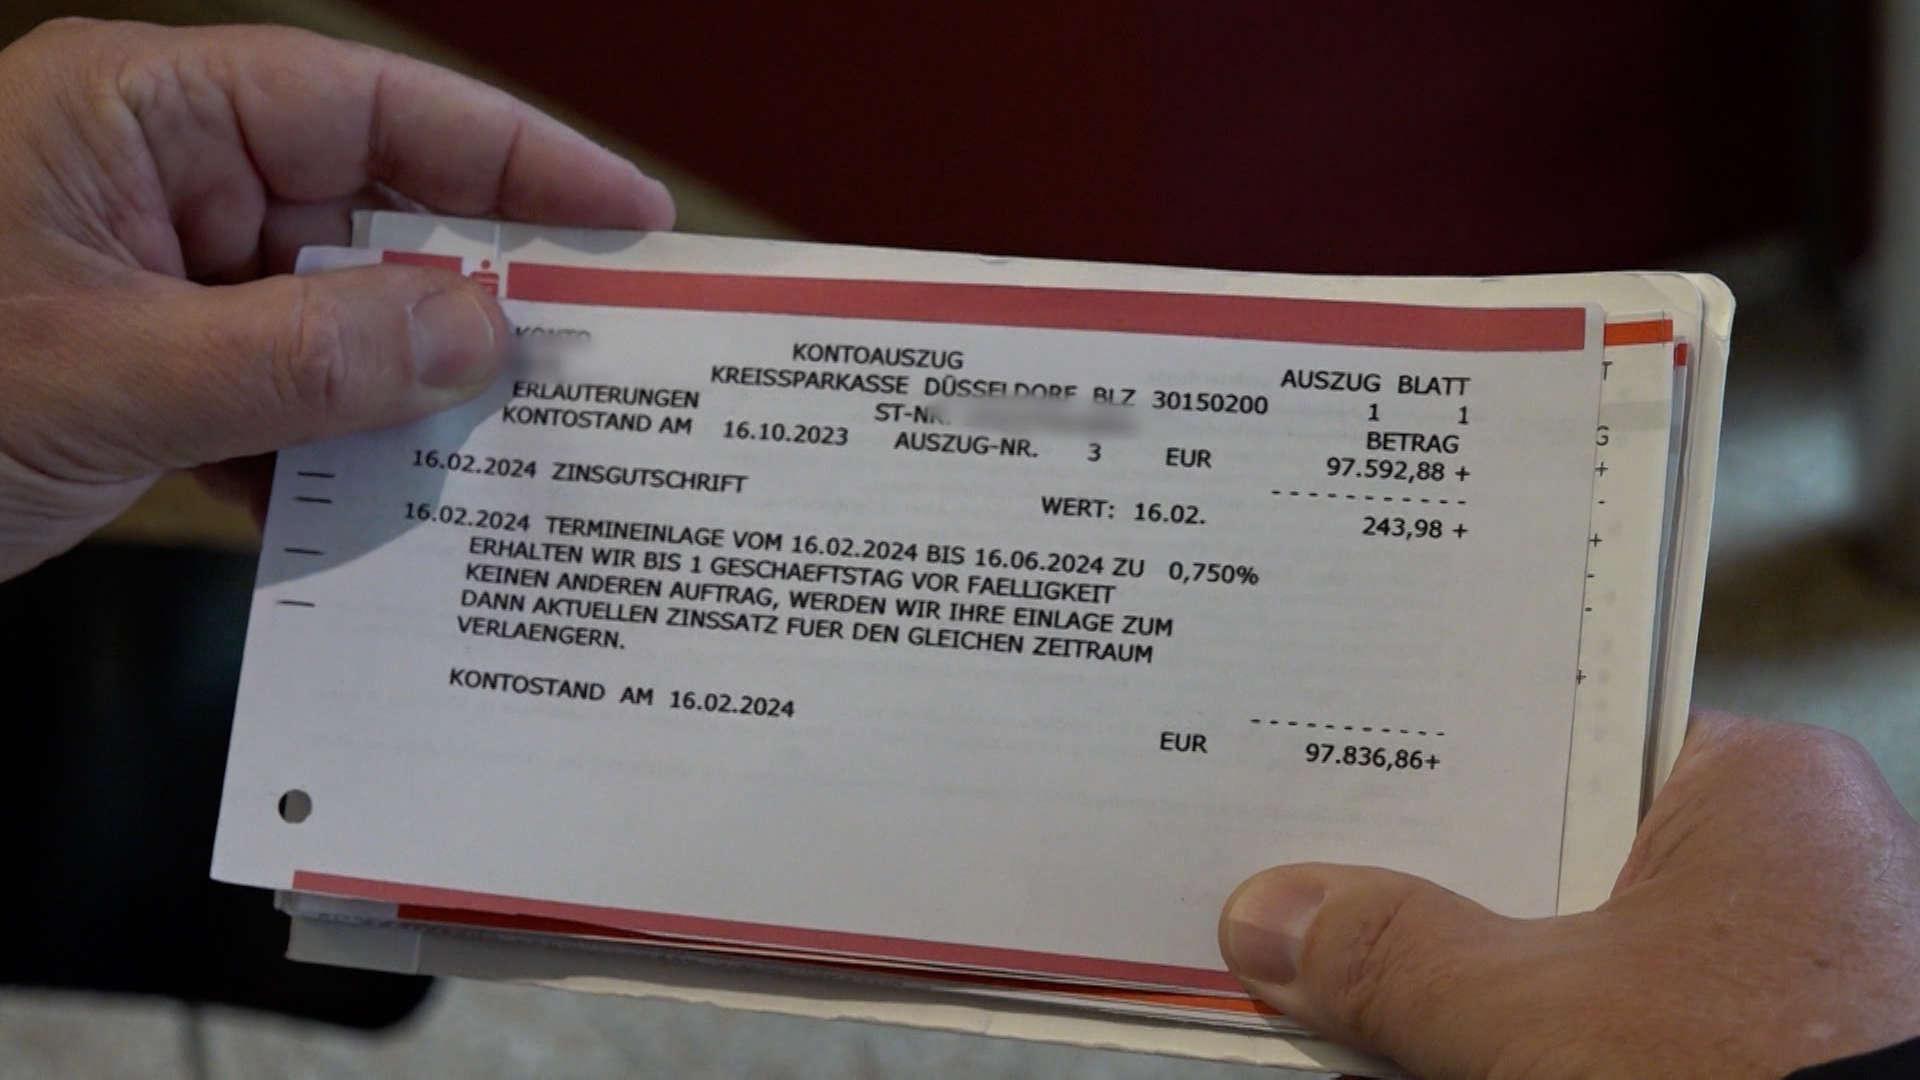 KONTO KONTOAUSZUG AUSZUG BLATT
KREISSPARKASSE DÜSSELDORF BLZ 30150200 1 1
ERLAUTERUNGEN ST-NR. BETRAG
KONTOSTAND AM 16.10.2023 AUSZUG-NR. 3 EUR 97.592,88 +
- - - - - - - - - - -
16.02.2024 ZINSGUTSCHRIFT WERT: 16.02. 243,98 +
16.02.2024 TERMINEINLAGE VOM 16.02.2024 BIS 16.06.2024 ZU 0,750%
ERHALTEN WIR BIS 1 GESCHAEFTSTAG VOR FAELLIGKEIT
KEINEN ANDEREN AUFTRAG, WERDEN WIR IHRE EINLAGE ZUM
DANN AKTUELLEN ZINSSATZ FUER DEN GLEICHEN ZEITRAUM
VERLAENGERN.
- - - - - - - - - - -
KONTOSTAND AM 16.02.2024 EUR 97.836,86+
T
G
+
-
+
-
-
+